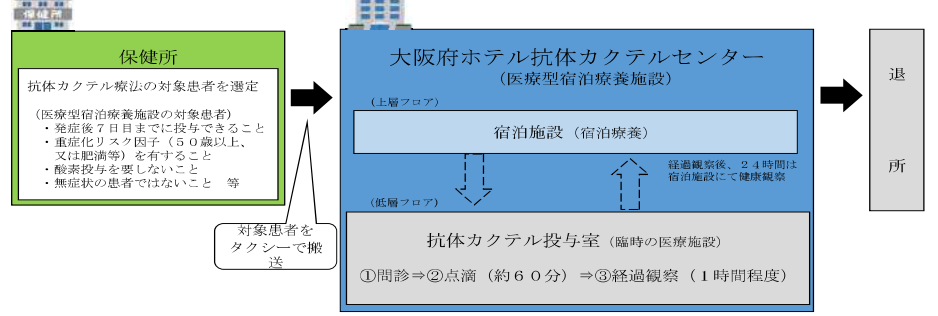 保健所
保健所
抗体カクテル療法の対象患者を選定
（医療型宿泊療養施設の対象患者）
・発症後７日目までに投与できること
・重症化リスク因子（５０歳以上、
又は肥満等）を有すること
・酸素投与を要しないこと
・無症状の患者ではないこと　等
対象患者を
タクシーで搬
送
大阪府ホテル抗体カクテルセンター
（医療型宿泊療養施設）
（上層フロア）
宿泊施設（宿泊療養）
経過観察後、２４時間は
宿泊施設にて健康観察
（低層フロア）
抗体カクテル投与室（臨時の医療施設）
①問診⇒②点滴（約６０分）⇒③経過観察（１時間程度）
退
所